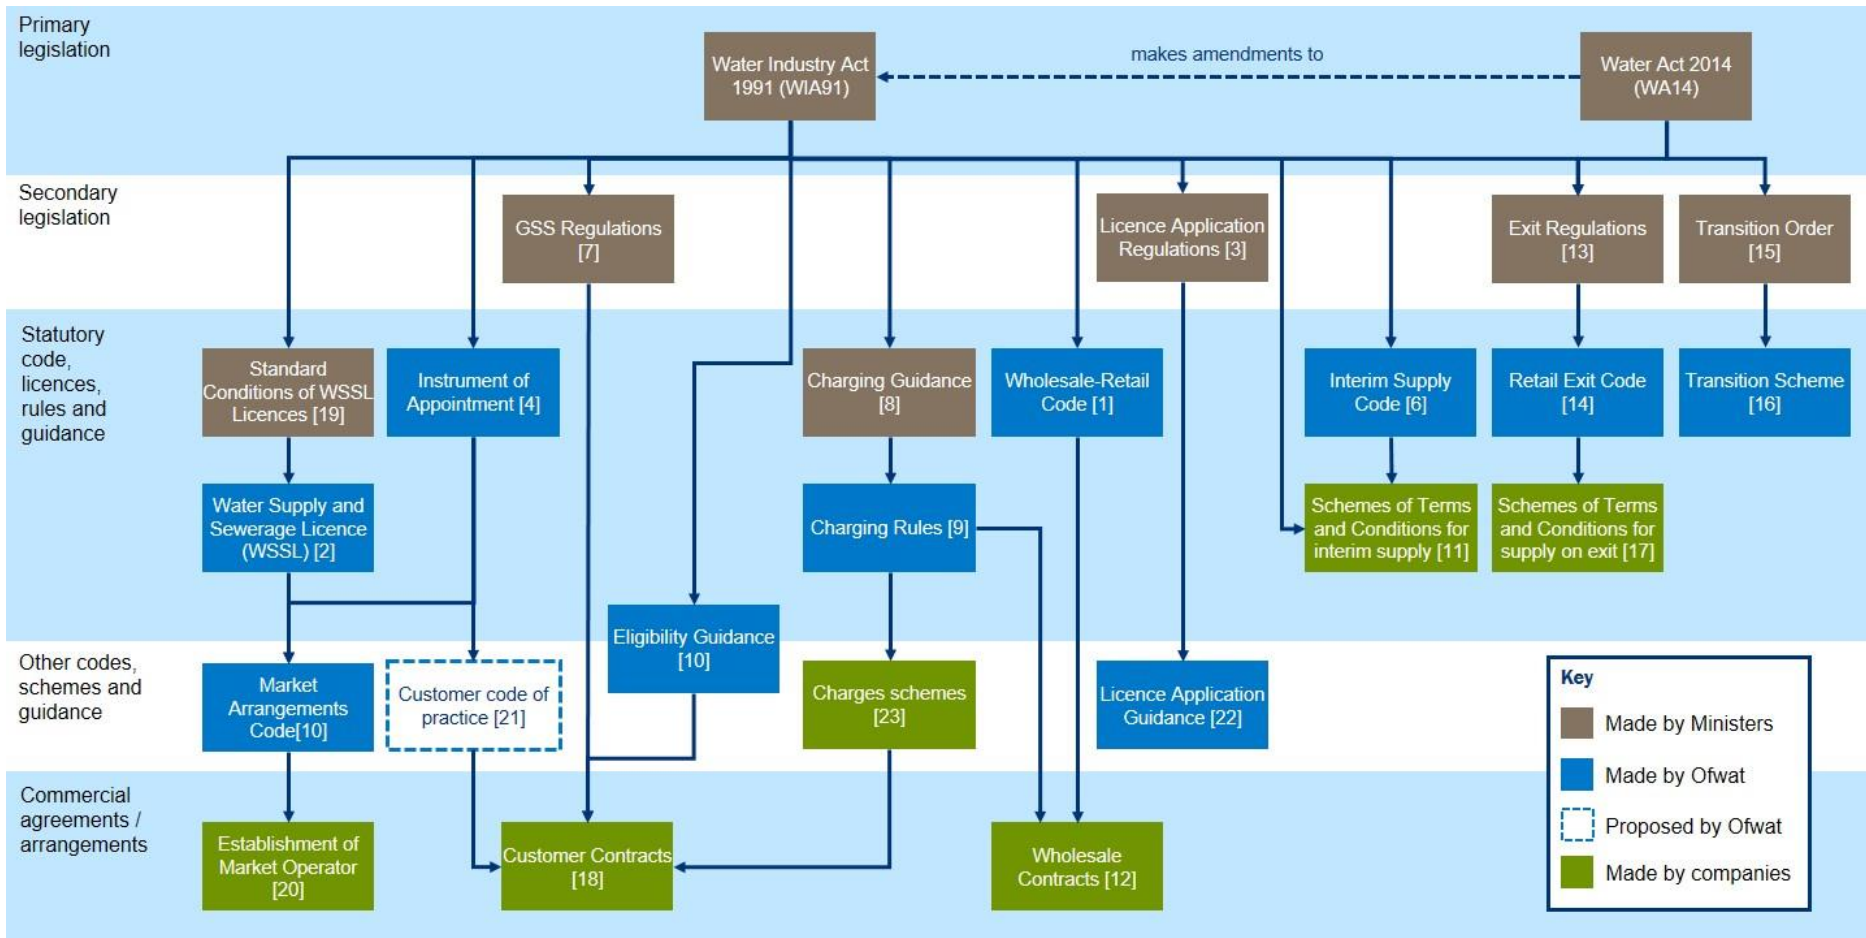 Primary
legislation
Water Industry Act
1991 (WIA91)
makes amendments to
Water Act 2014
(WA14)
Secondary
legislation
GSS Regulations
[7]
Licence Application
Regulations [3]
Exit Regulations
[13]
Transition Order
[15]
Statutory
code,
licences,
rules and
guidance
Standard
Conditions of WSSL
Licences [19]
Instrument of
Appointment [4]
Charging Guidance
[8]
Wholesale-Retail
Code [1]
Interim Supply
Code [6]
Retail Exit Code
[14]
Transition Scheme
[16]
Water Supply and
Sewerage Licence
(WSSL) [2]
Charging Rules [9]
Schemes of Terms
and Conditions for
interim supply [11]
Schemes of Terms
and Conditions for
supply on exit [17]
Eligibility Guidance
[10]
Other codes,
schemes and
guidance
Market
Arrangements
Code[10]
Customer code of
practice [21]
Charges schemes
[23]
Licence Application
Guidance [22]
Commercial
agreements /
arrangements
Establishment of
Market Operator
[20]
Customer Contracts
[18]
Wholesale
Contracts [12]
Key
Made by Ministers
Made by Ofwat
Proposed by Ofwat
Made by companies